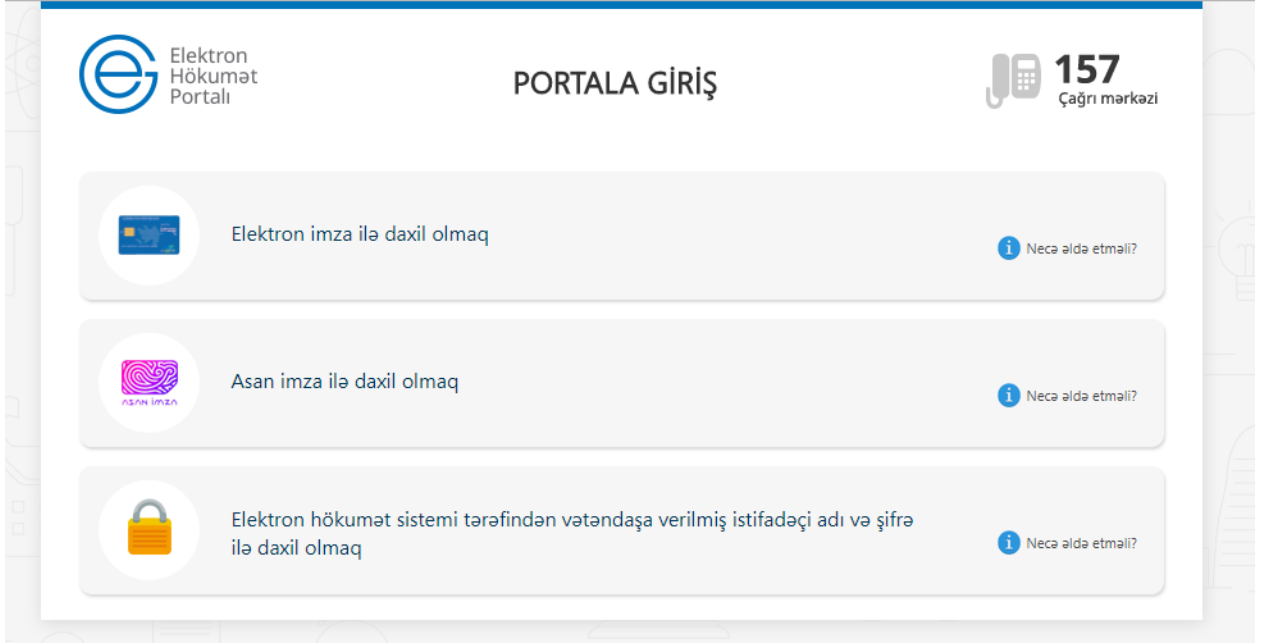 Elektron
Hökumət
Portalı
PORTALA GİRİŞ
157
Çağrı mərkəzi
Elektron imza ilə daxil olmaq
Necə əldə etməli?
Asan imza ilə daxil olmaq
ASAN İMZA
Necə əldə etməli?
Elektron hökumət sistemi tərəfindən vətəndaşa verilmiş istifadəçi adı və şifrə
ilə daxil olmaq
Necə əldə etməli?